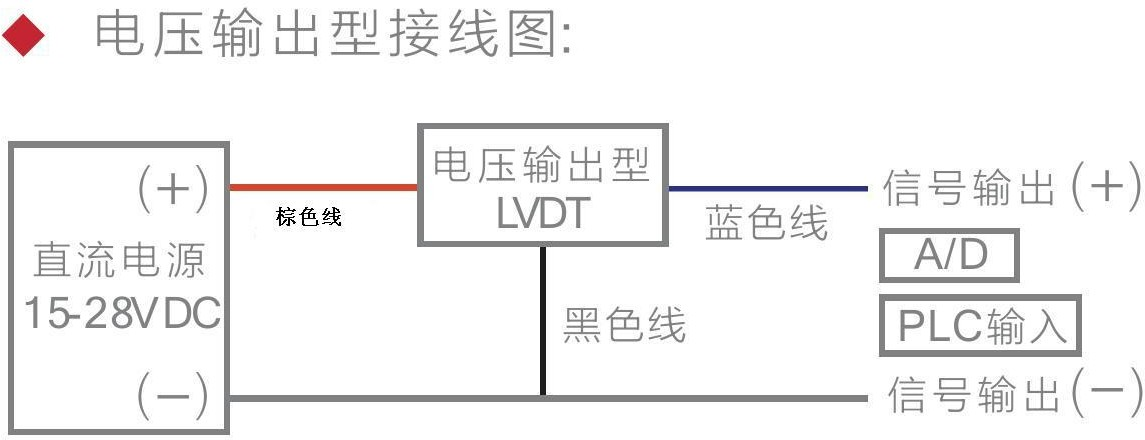 电压输出型接线图:
(+)
直流电源
15-28VDC
(-)
棕色线
电压输出型
LVDT
蓝色线
黑色线
信号输出(+)
A/D
PLC输入
信号输出(-)